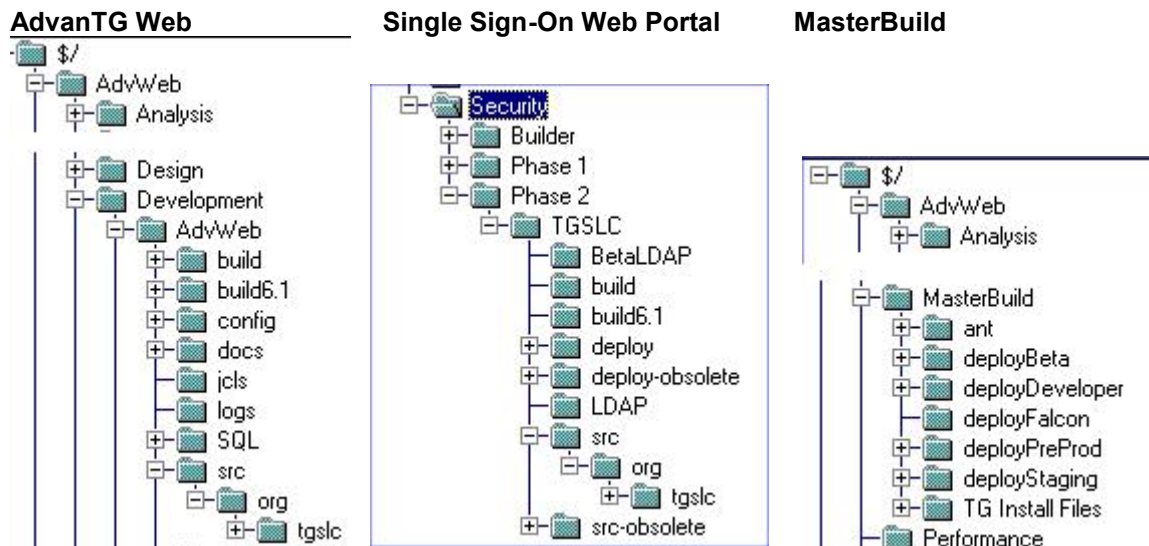 AdvanTG Web
$/
AdvWeb
Analysis
Design
Development
AdvWeb
build
build6.1
config
docs
jcls
logs
SQL
src
org
tgslc
Single Sign-On Web Portal
Security
Builder
Phase 1
Phase 2
TGSLC
BetaLDAP
build
build6.1
deploy
deploy-obsolete
LDAP
src
org
tgslc
src-obsolete
MasterBuild
$/
AdvWeb
Analysis
MasterBuild
ant
deployBeta
deployDeveloper
deployFalcon
deployPreProd
deployStaging
TG Install Files
Performance